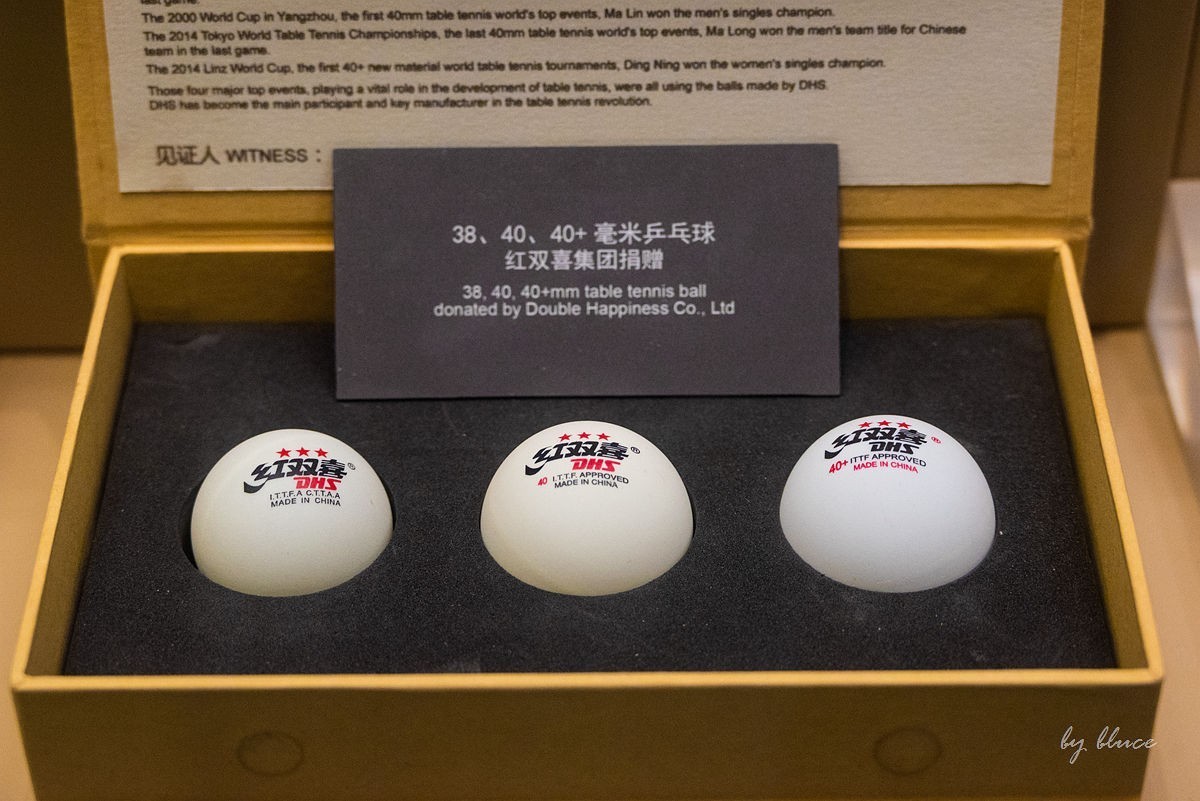 last game.
The 2000 World Cup in Yangzhou, the first 40mm table tennis world's top events, Ma Lin won the men's singles champion.
The 2014 Tokyo World Table Tennis Championships, the last 40mm table tennis world's top events, Ma Long won the men's team title for Chinese
team in the last game.
The 2014 Linz World Cup, the first 40+ new material world table tennis tournaments, Ding Ning won the women's singles champion.
Those four major top events, playing a vital role in the development of table tennis, were all using the balls made by DHS.
DHS has become the main participant and key manufacturer in the table tennis revolution.
见证人 WITNESS：
38、40、40+ 毫米乒乓球
红双喜集团捐赠
38, 40, 40+mm table tennis ball
donated by Double Happiness Co., Ltd
红双喜®
DHS
I.T.T.F.A C.T.T.A.A
MADE IN CHINA
红双喜®
DHS
40 I.T.T.F. APPROVED
MADE IN CHINA
红双喜®
DHS
40+ ITTF APPROVED
MADE IN CHINA
by bluce